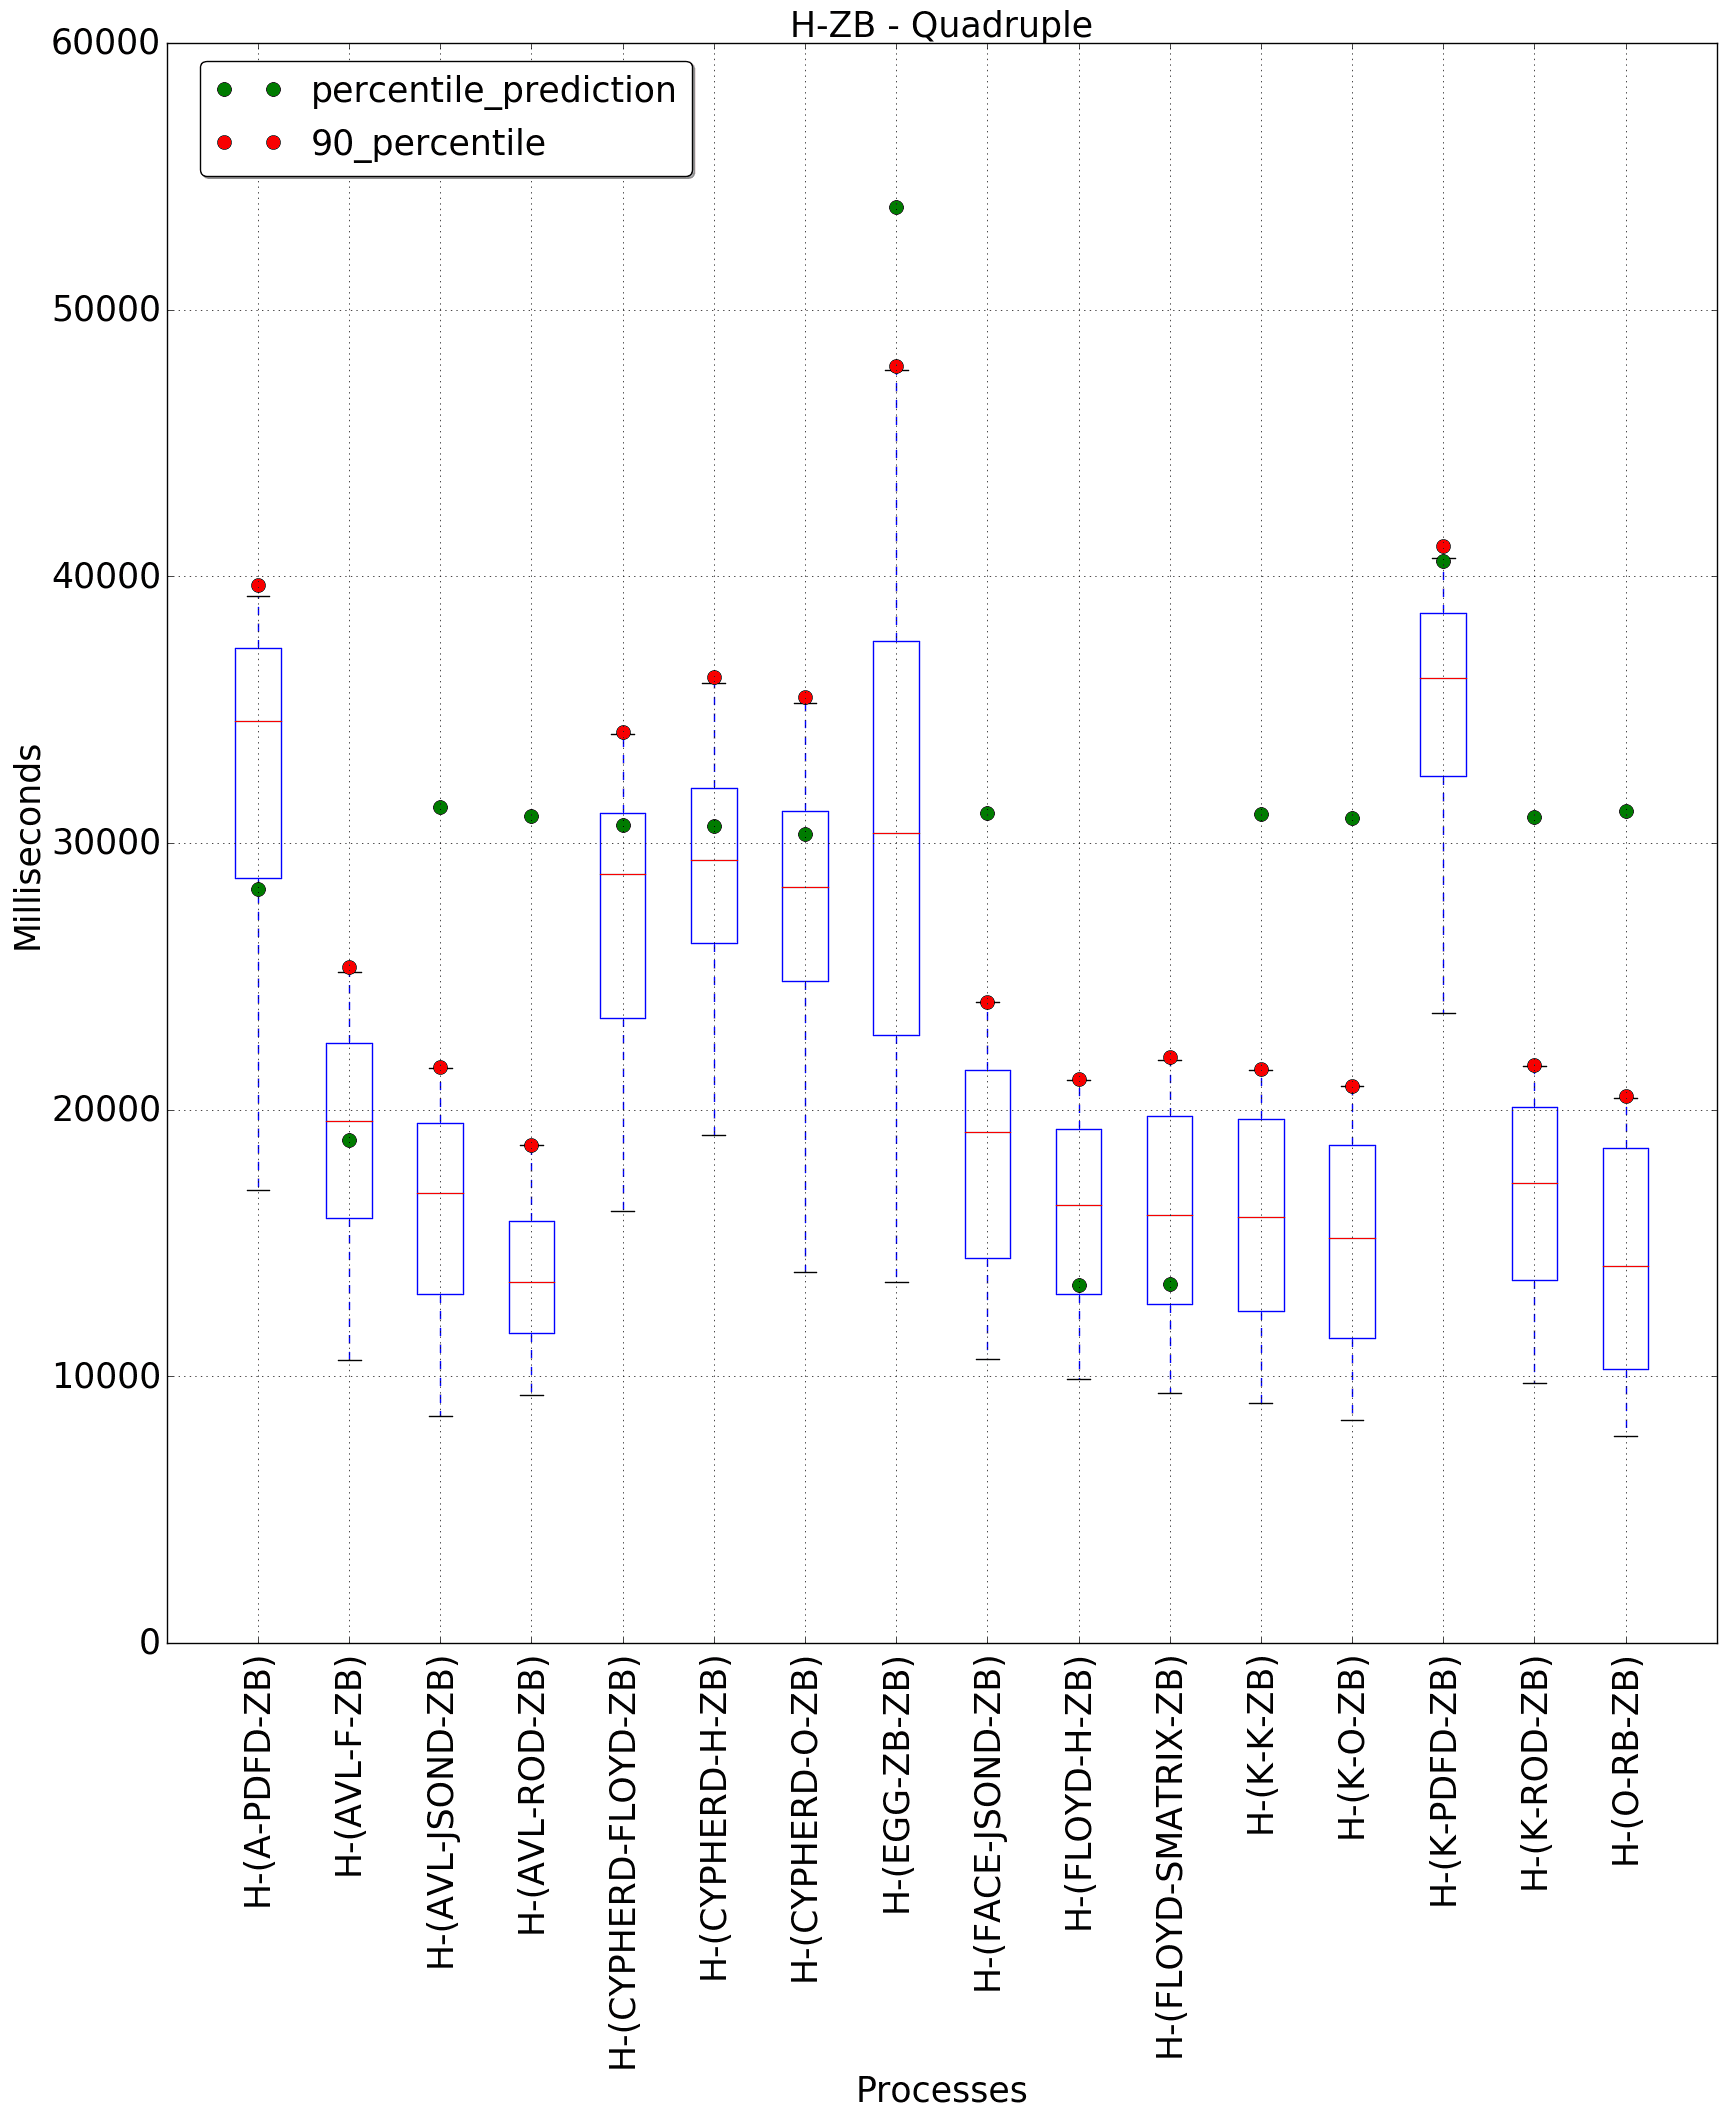 H-ZB - Quadruple
percentile_prediction
90_percentile
60000
50000
40000
30000
20000
10000
0
Milliseconds
H-(A-PDFD-ZB)
H-(AVL-F-ZB)
H-(AVL-JSOND-ZB)
H-(AVL-ROD-ZB)
H-(CYPHERD-FLOYD-ZB)
H-(CYPHERD-H-ZB)
H-(CYPHERD-O-ZB)
H-(EGG-ZB-ZB)
H-(FACE-JSOND-ZB)
H-(FLOYD-H-ZB)
H-(FLOYD-SMATRIX-ZB)
H-(K-K-ZB)
H-(K-O-ZB)
H-(K-PDFD-ZB)
H-(K-ROD-ZB)
H-(O-RB-ZB)
Processes